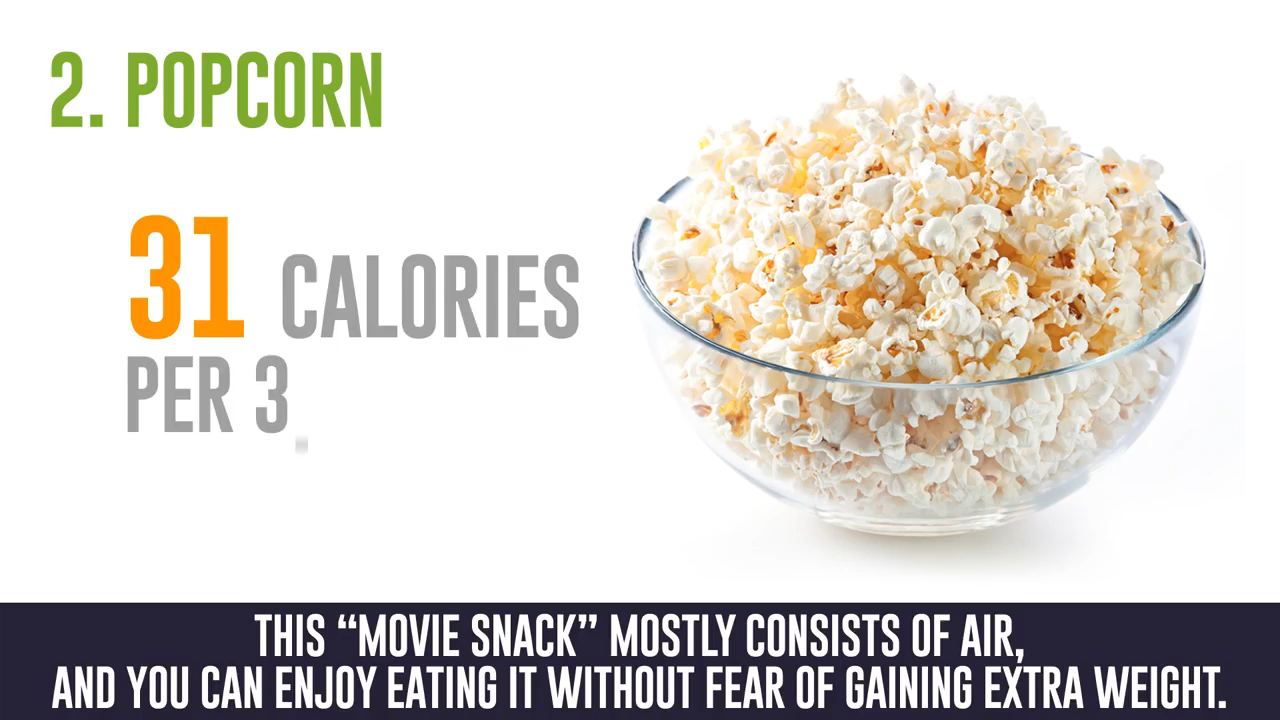 2. POPCORN
31 CALORIES
PER 3
THIS “MOVIE SNACK” MOSTLY CONSISTS OF AIR,
AND YOU CAN ENJOY EATING IT WITHOUT FEAR OF GAINING EXTRA WEIGHT.